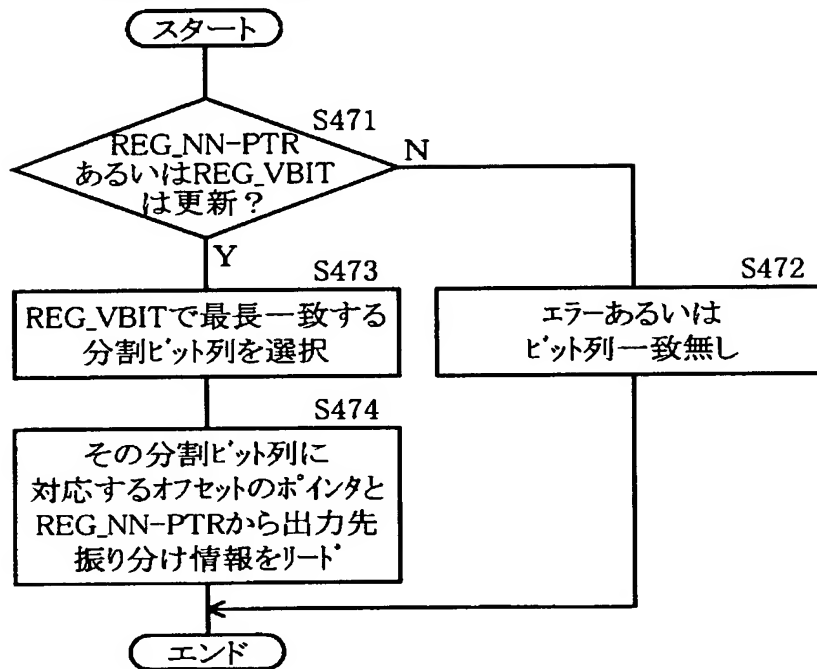 スタート
S471
REG_NN-PTR
あるいはREG_VBIT
は更新？
N
Y
S473
REG_VBITで最長一致する
分割ﾋﾞｯﾄ列を選択
S472
ｴﾗｰあるいは
ﾋﾞｯﾄ列一致無し
S474
その分割ﾋﾞｯﾄ列に
対応するｵﾌｾｯﾄのﾎﾟｲﾝﾀと
REG_NN-PTRから出力先
振り分け情報をﾘｰﾄﾞ
エンド